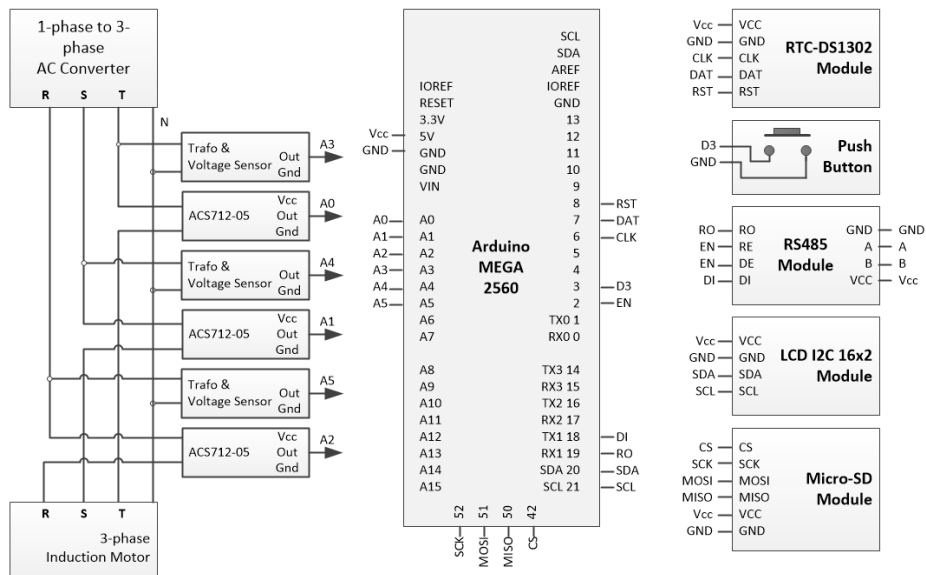 1-phase to 3-
phase
AC Converter
R S T
N
Trafo &
Voltage Sensor
Out
Gnd
A3
ACS712-05
Vcc
Out
Gnd
A0
Trafo &
Voltage Sensor
Out
Gnd
A4
ACS712-05
Vcc
Out
Gnd
A1
Trafo &
Voltage Sensor
Out
Gnd
A5
ACS712-05
Vcc
Out
Gnd
A2
R S T
3-phase
Induction Motor
Vcc
GND
A0
A1
A2
A3
A4
A5
IOREF
RESET
3.3V
5V
GND
GND
VIN
A0
A1
A2
A3
A4
A5
A6
A7
A8
A9
A10
A11
A12
A13
A14
A15
Arduino
MEGA
2560
SCL
SDA
AREF
IOREF
GND
13
12
11
10
9
8
7
6
5
4
3
2
TX0 1
RX0 0
TX3 14
RX3 15
TX2 16
RX2 17
TX1 18
RX1 19
SDA 20
SCL 21
RST
DAT
CLK
D3
EN
DI
RO
SDA
SCL
52 51 50 42
SCK MOSI MISO CS
Vcc VCC
GND GND
CLK CLK
DAT DAT
RST RST
RTC-DS1302
Module
D3
GND
Push
Button
RO RO
EN RE
EN DE
DI DI
RS485
Module
GND GND
A A
B B
VCC Vcc
Vcc VCC
GND GND
SDA SDA
SCL SCL
LCD I2C 16x2
Module
CS CS
SCK SCK
MOSI MOSI
MISO MISO
Vcc VCC
GND GND
Micro-SD
Module